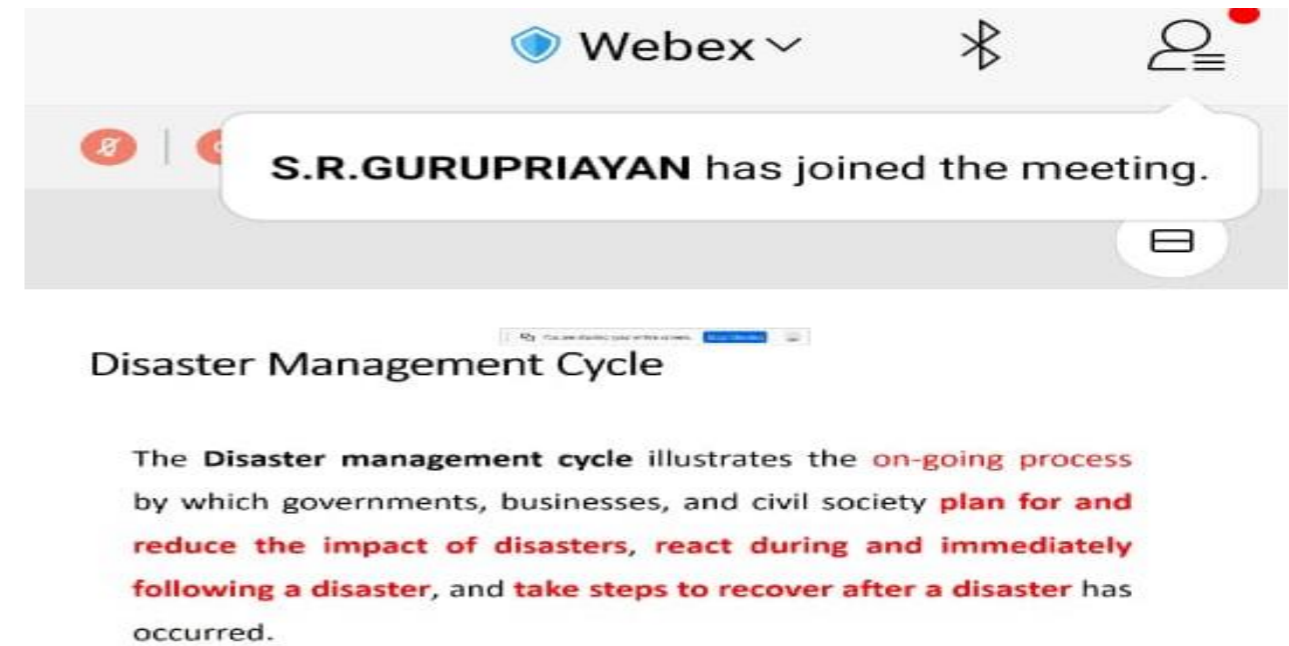 Webex
S.R.GURUPRIAYAN has joined the meeting.
Disaster Management Cycle
The Disaster management cycle illustrates the on-going process
by which governments, businesses, and civil society plan for and
reduce the impact of disasters, react during and immediately
following a disaster, and take steps to recover after a disaster has
occurred.